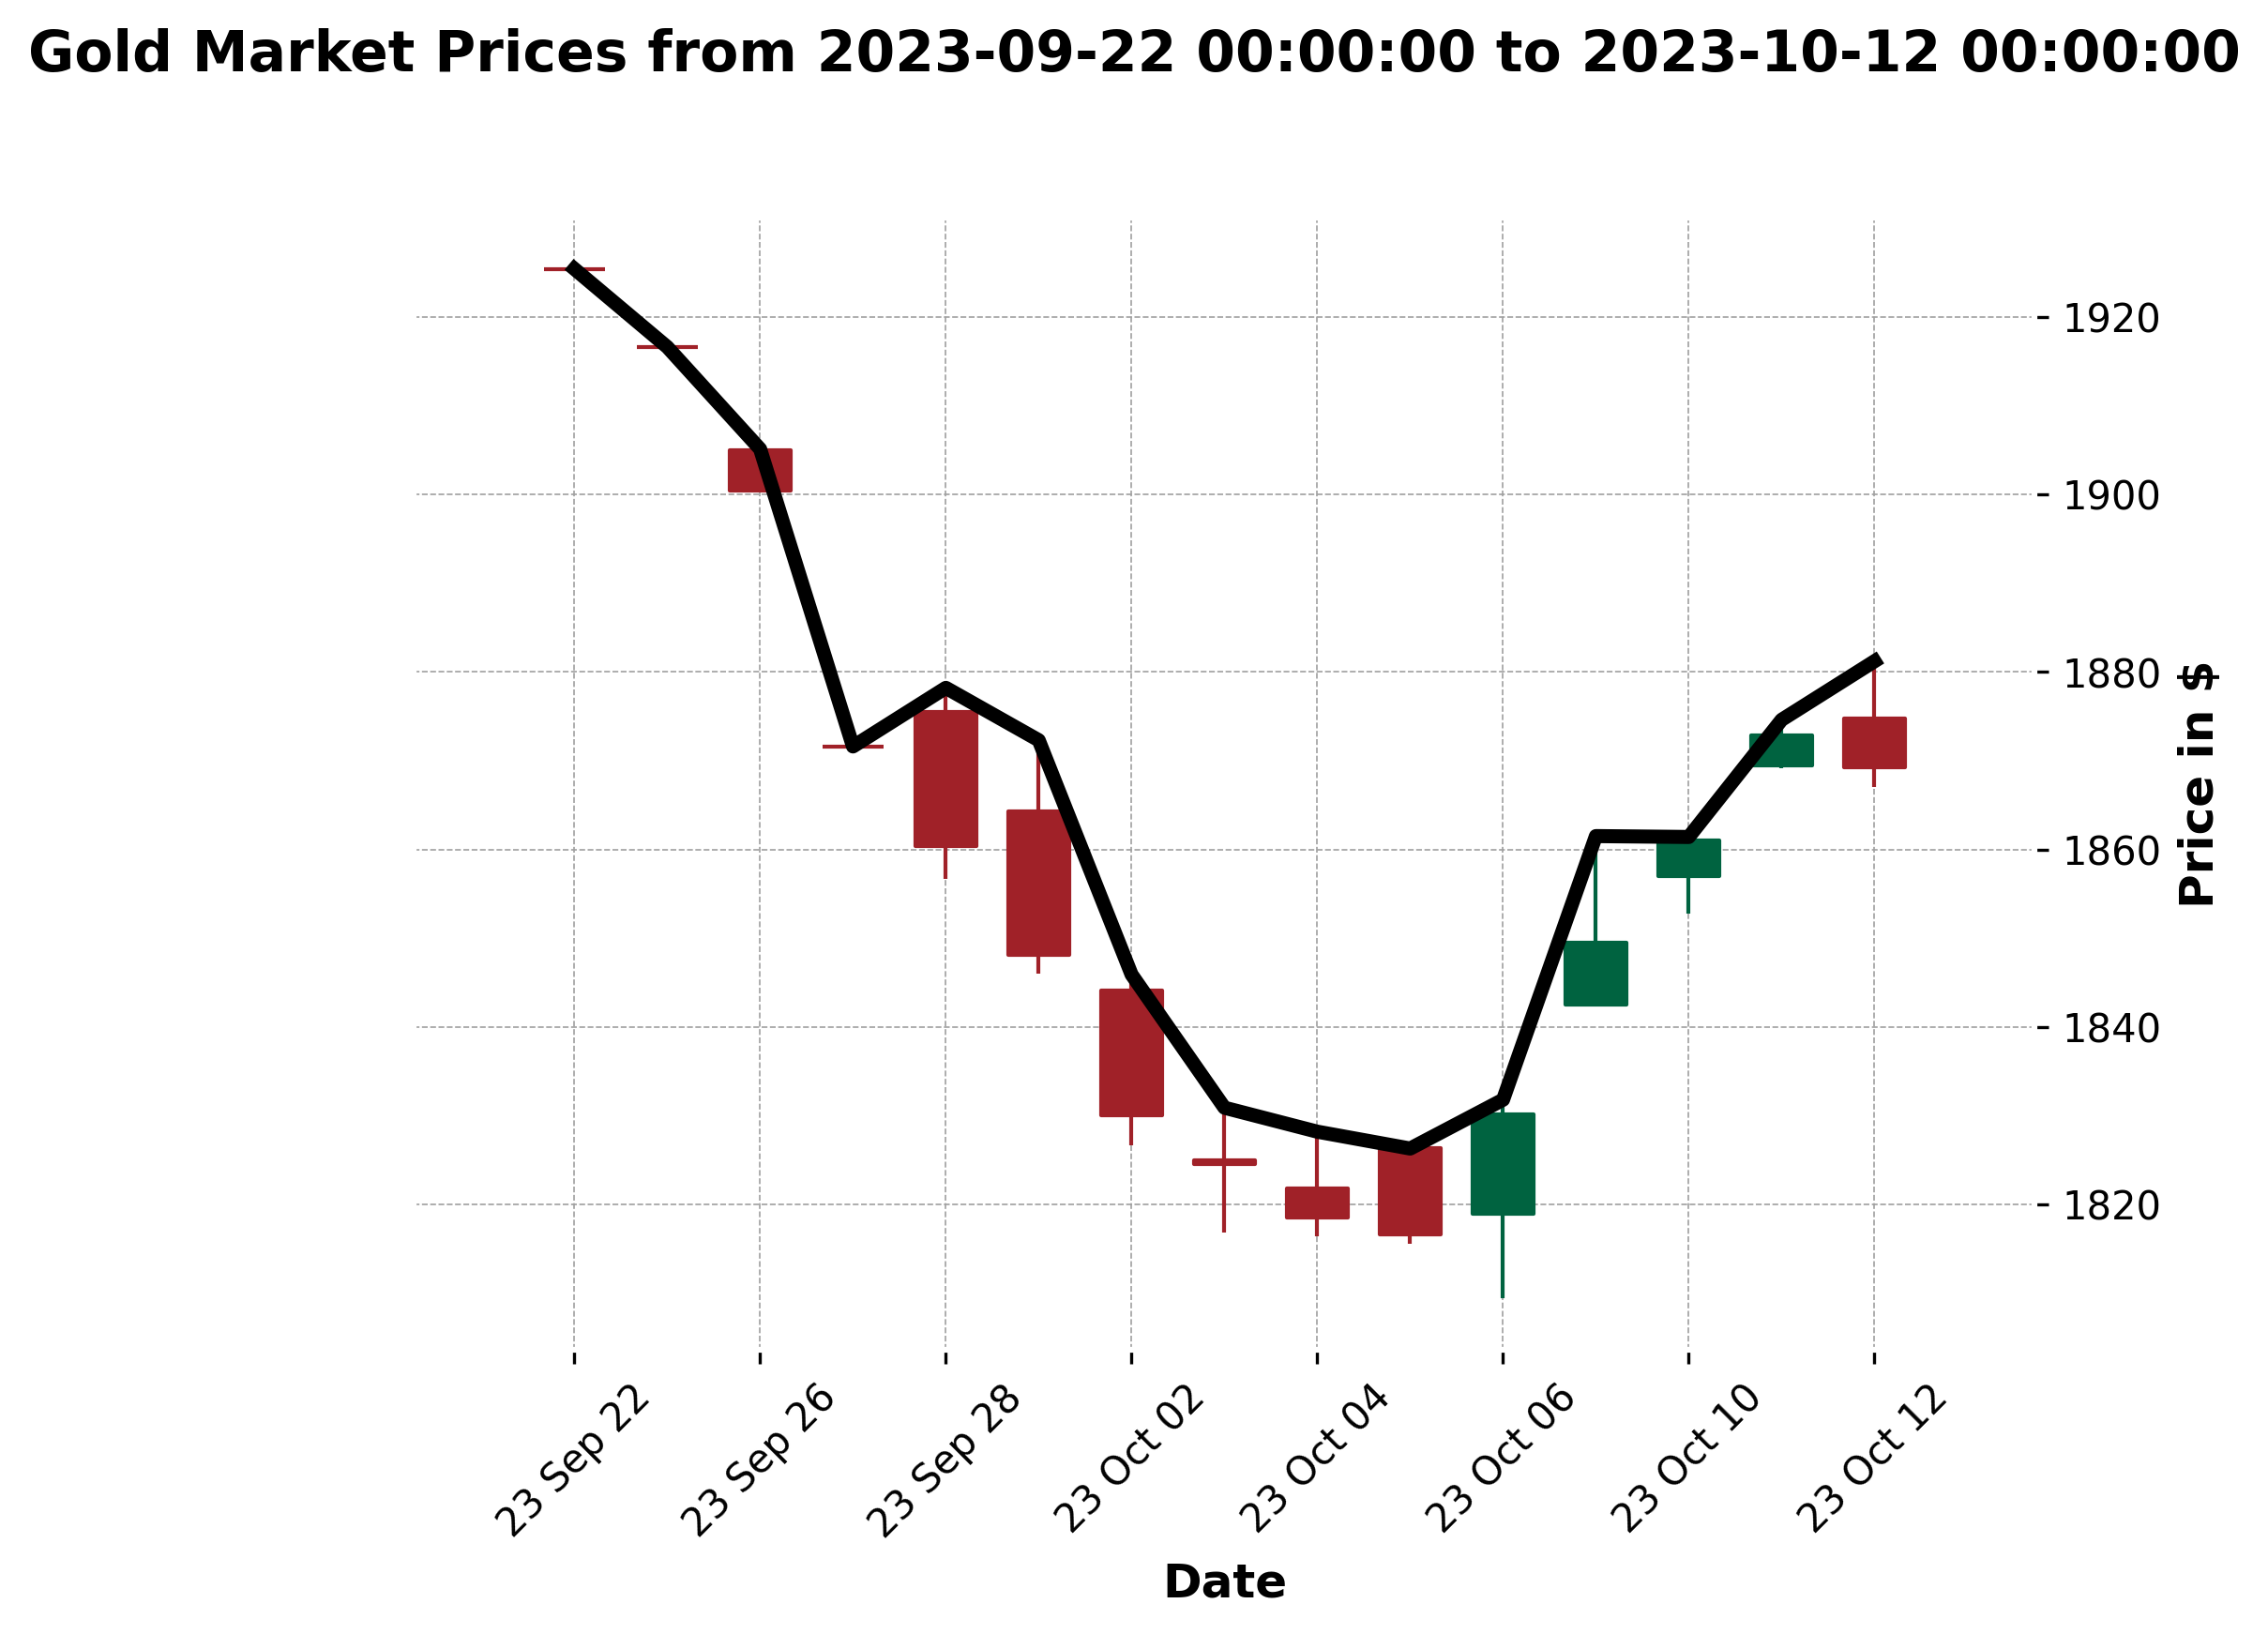 Gold Market Prices from 2023-09-22 00:00:00 to 2023-10-12 00:00:00
1920
1900
1880
1860
1840
1820
Price in $
23 Sep 22
23 Sep 26
23 Sep 28
23 Oct 02
23 Oct 04
23 Oct 06
23 Oct 10
23 Oct 12
Date